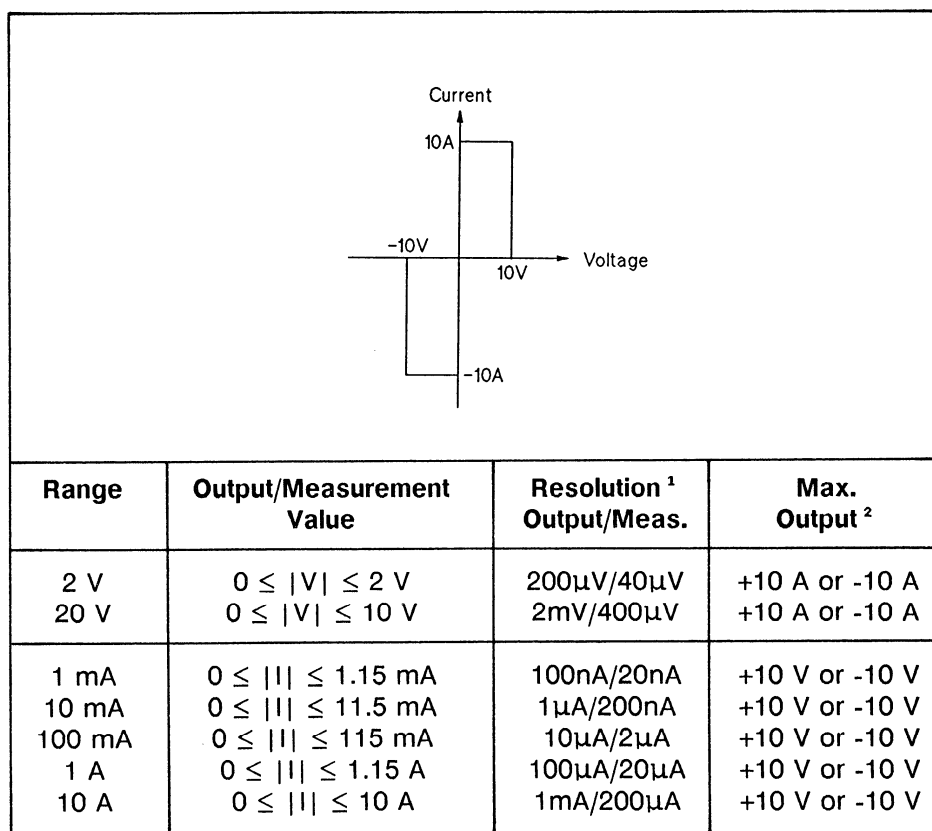 Current
10A
-10V
Voltage
10V
-10A
Range Output/Measurement Value Resolution ¹ Output/Meas. Max. Output ²
2 V 0 ≤ |V| ≤ 2 V 200µV/40µV +10 A or -10 A
20 V 0 ≤ |V| ≤ 10 V 2mV/400µV +10 A or -10 A
1 mA 0 ≤ |I| ≤ 1.15 mA 100nA/20nA +10 V or -10 V
10 mA 0 ≤ |I| ≤ 11.5 mA 1µA/200nA +10 V or -10 V
100 mA 0 ≤ |I| ≤ 115 mA 10µA/2µA +10 V or -10 V
1 A 0 ≤ |I| ≤ 1.15 A 100µA/20µA +10 V or -10 V
10 A 0 ≤ |I| ≤ 10 A 1mA/200µA +10 V or -10 V